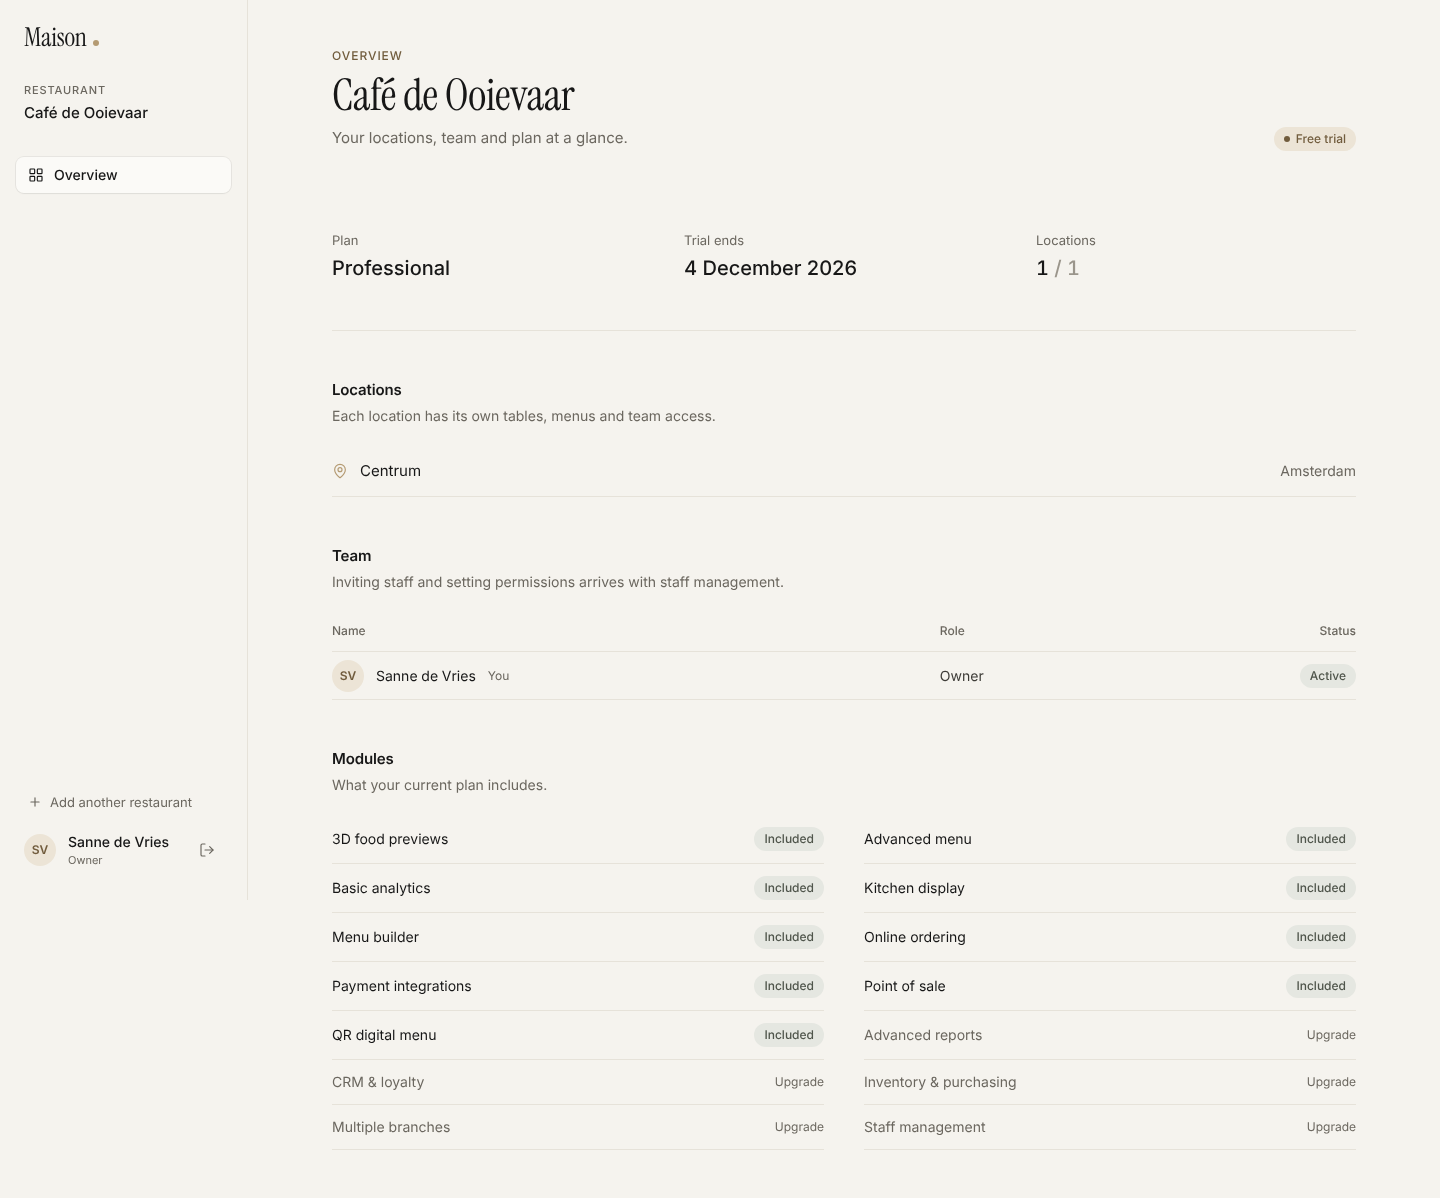 Maison
RESTAURANT
Café de Ooievaar
Overview
Add another restaurant
SV
Sanne de Vries
Owner
OVERVIEW
Café de Ooievaar
Your locations, team and plan at a glance.
Free trial
Plan
Professional
Trial ends
4 December 2026
Locations
1 / 1
Locations
Each location has its own tables, menus and team access.
Centrum Amsterdam
Team
Inviting staff and setting permissions arrives with staff management.
Name Role Status
SV Sanne de Vries You Owner Active
Modules
What your current plan includes.
3D food previews Included
Advanced menu Included
Basic analytics Included
Kitchen display Included
Menu builder Included
Online ordering Included
Payment integrations Included
Point of sale Included
QR digital menu Included
Advanced reports Upgrade
CRM & loyalty Upgrade
Inventory & purchasing Upgrade
Multiple branches Upgrade
Staff management Upgrade